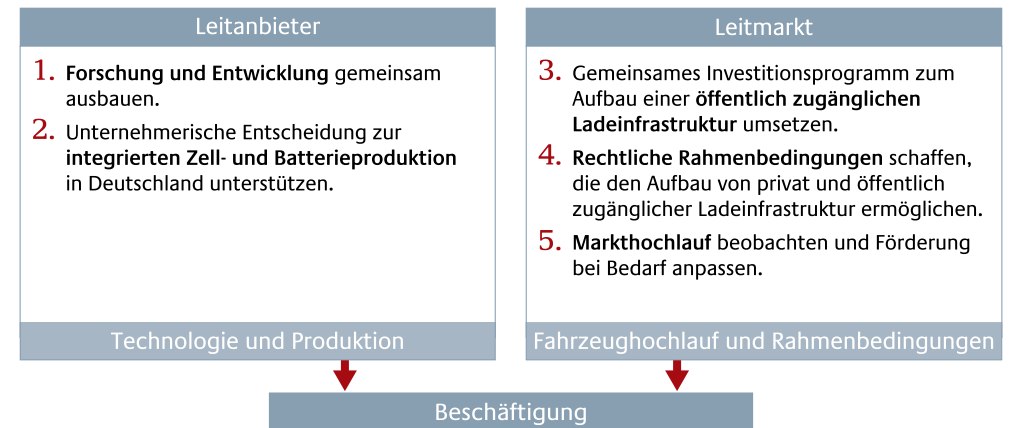 Leitanbieter
1. Forschung und Entwicklung gemeinsam
ausbauen.
2. Unternehmerische Entscheidung zur
integrierten Zell- und Batterieproduktion
in Deutschland unterstützen.
Technologie und Produktion
Leitmarkt
3. Gemeinsames Investitionsprogramm zum
Aufbau einer öffentlich zugänglichen
Ladeinfrastruktur umsetzen.
4. Rechtliche Rahmenbedingungen schaffen,
die den Aufbau von privat und öffentlich
zugänglicher Ladeinfrastruktur ermöglichen.
5. Markthochlauf beobachten und Förderung
bei Bedarf anpassen.
Fahrzeughochlauf und Rahmenbedingungen
Beschäftigung